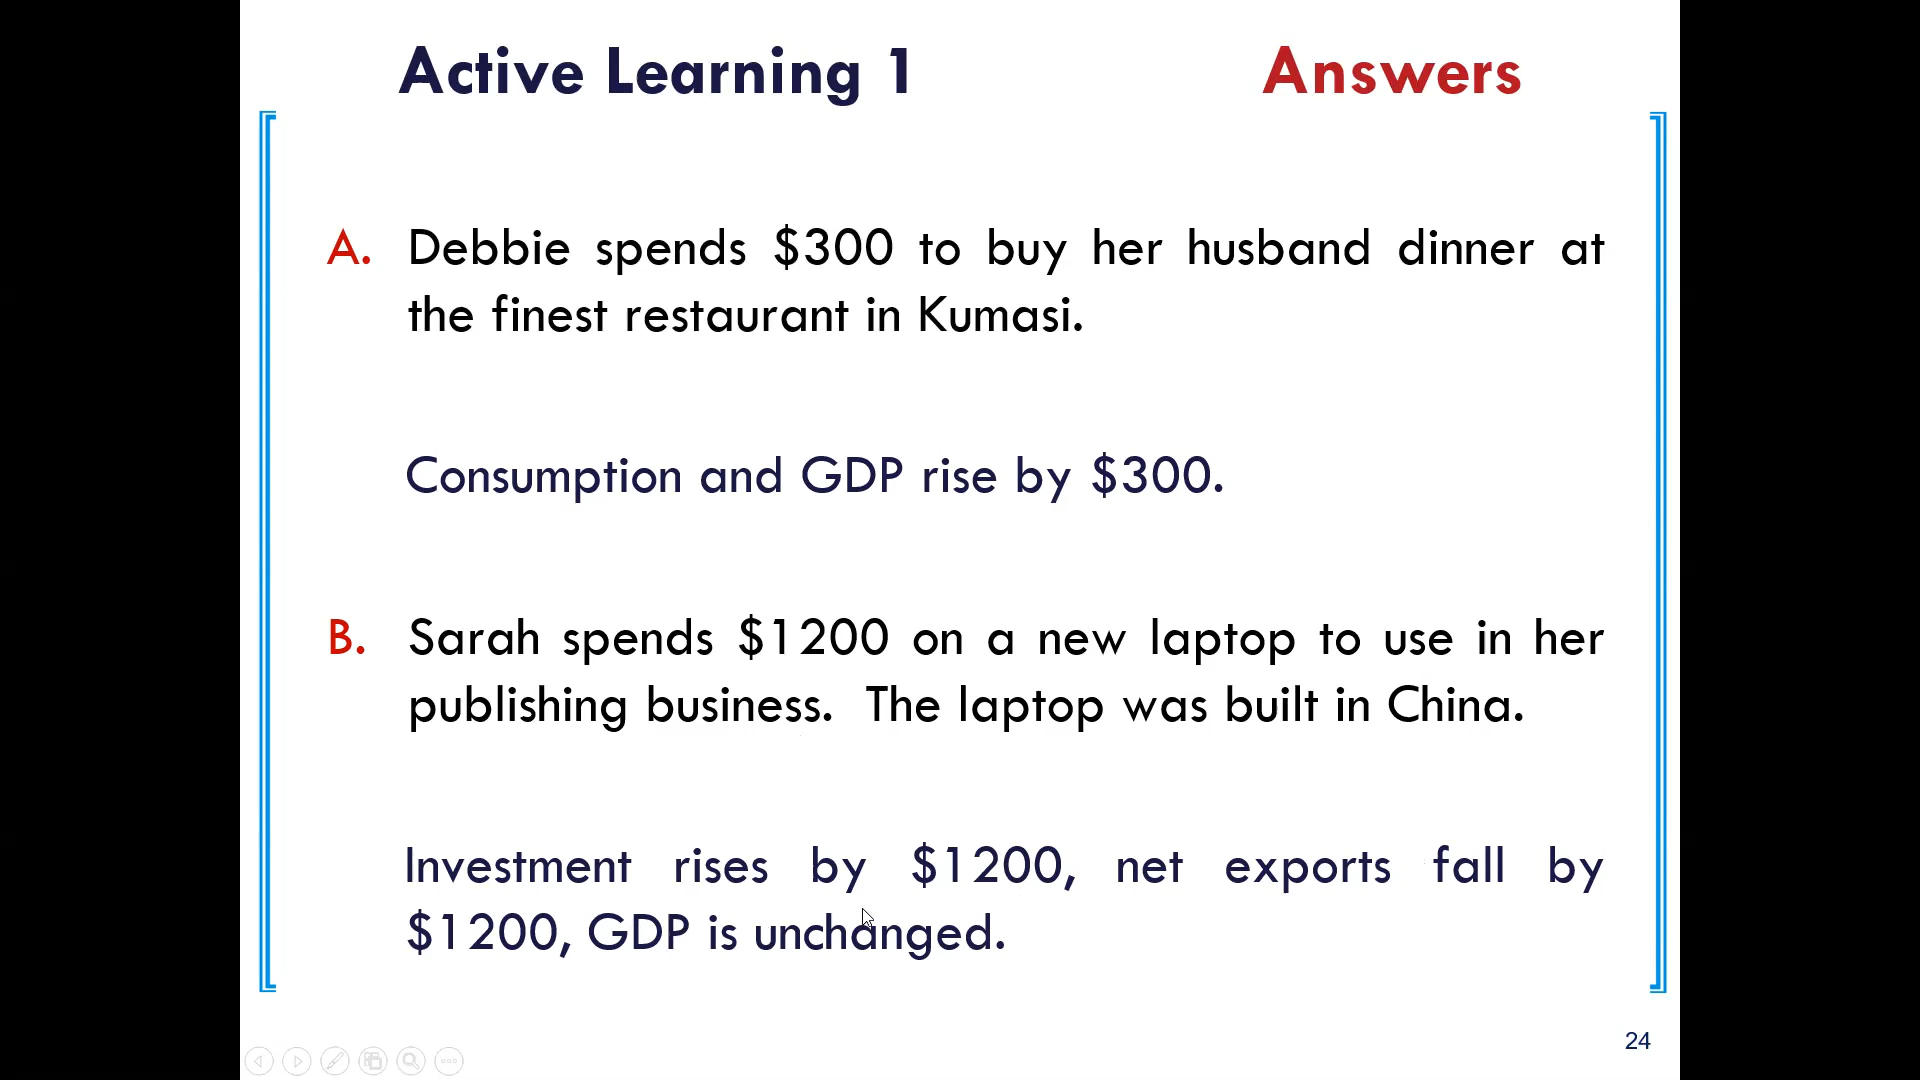 Active Learning 1 Answers
A. Debbie spends $300 to buy her husband dinner at
the finest restaurant in Kumasi.
Consumption and GDP rise by $300.
B. Sarah spends $1200 on a new laptop to use in her
publishing business. The laptop was built in China.
Investment rises by $1200, net exports fall by
$1200, GDP is unchanged.
24